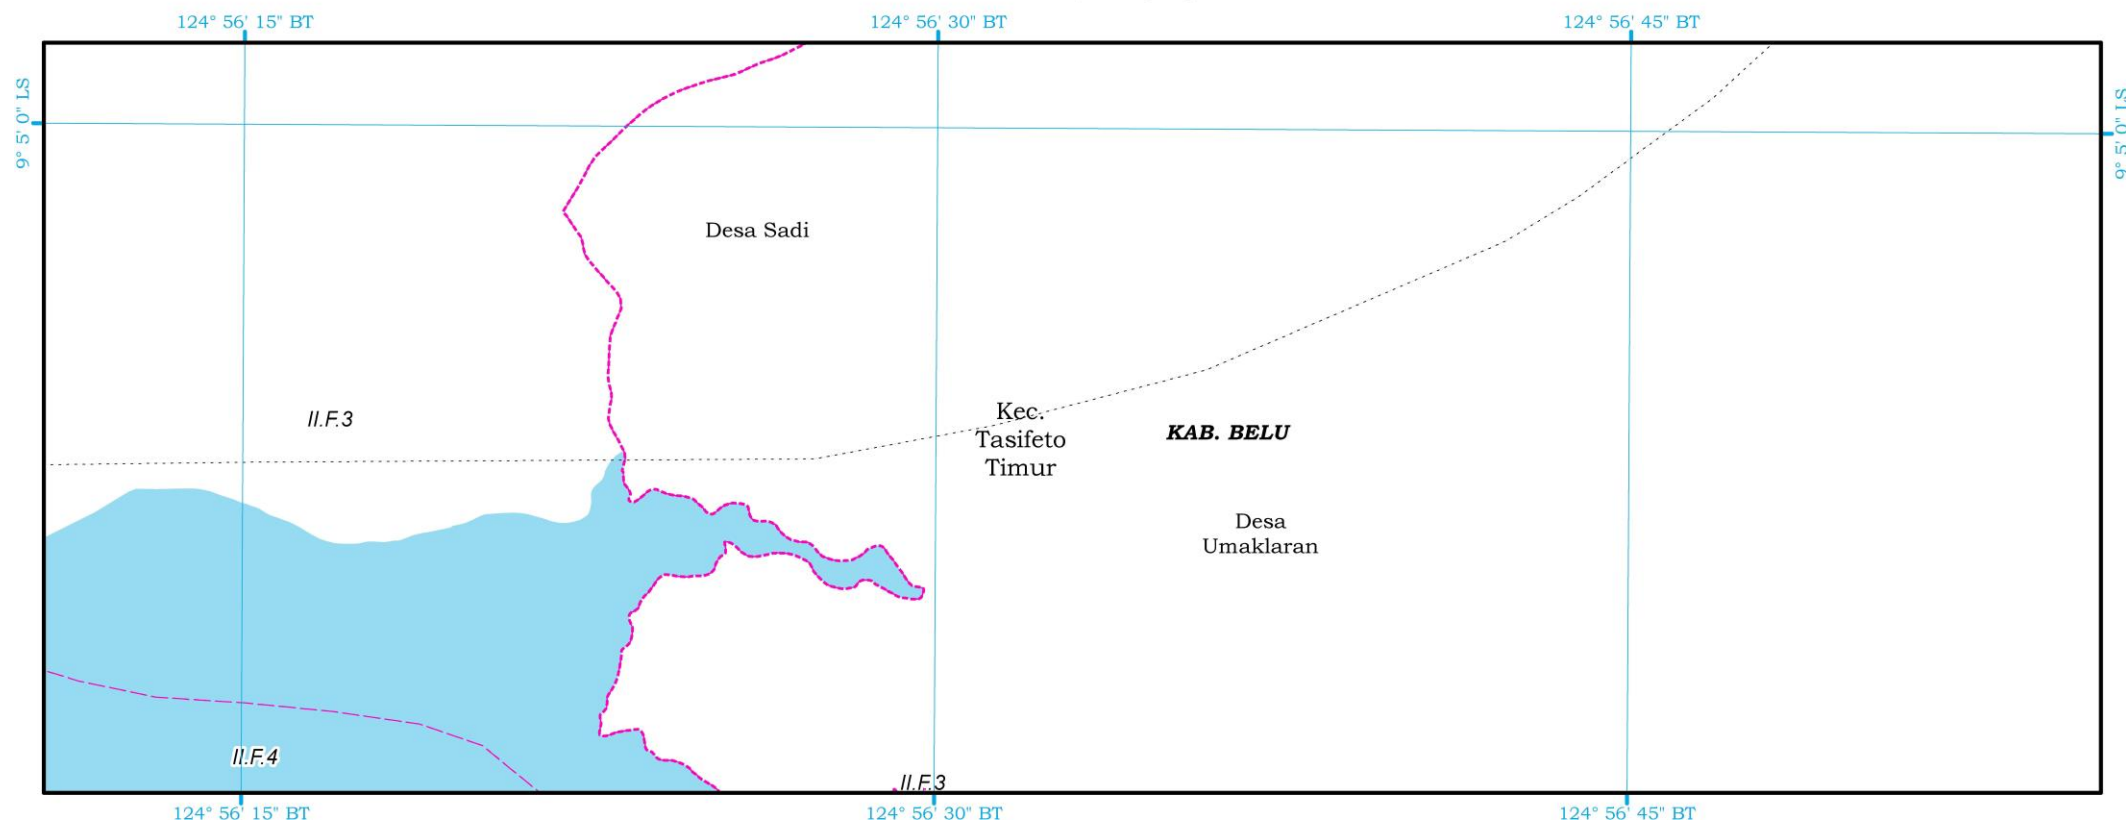 124° 56' 15" BT
124° 56' 30" BT
124° 56' 45" BT
9° 5' 0" LS
9° 5' 0" LS
Desa Sadi
II.F.3
Kec.
Tasifeto
Timur
KAB. BELU
Desa
Umaklaran
II.F.4
II.F.3
124° 56' 15" BT
124° 56' 30" BT
124° 56' 45" BT